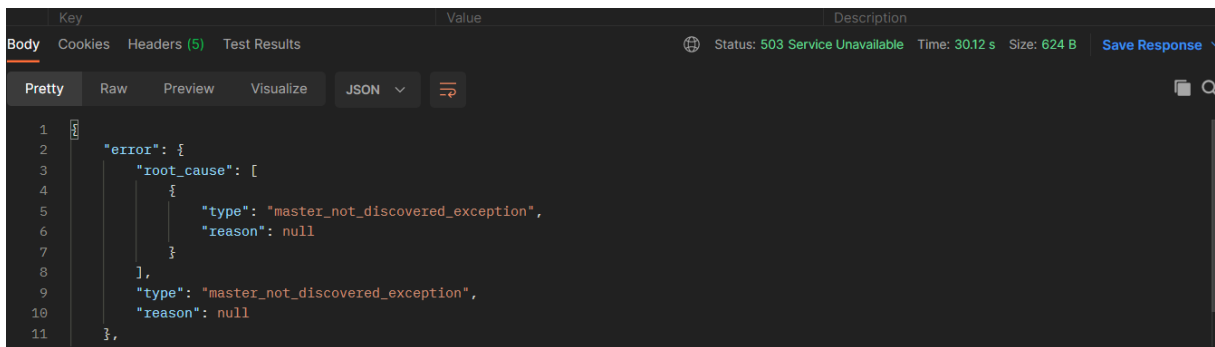 Key Value Description
Body Cookies Headers (5) Test Results Status: 503 Service Unavailable Time: 30.12 s Size: 624 B Save Response
Pretty Raw Preview Visualize JSON
1 {
2 "error": {
3 "root_cause": [
4 {
5 "type": "master_not_discovered_exception",
6 "reason": null
7 }
8 ],
9 "type": "master_not_discovered_exception",
10 "reason": null
11 },